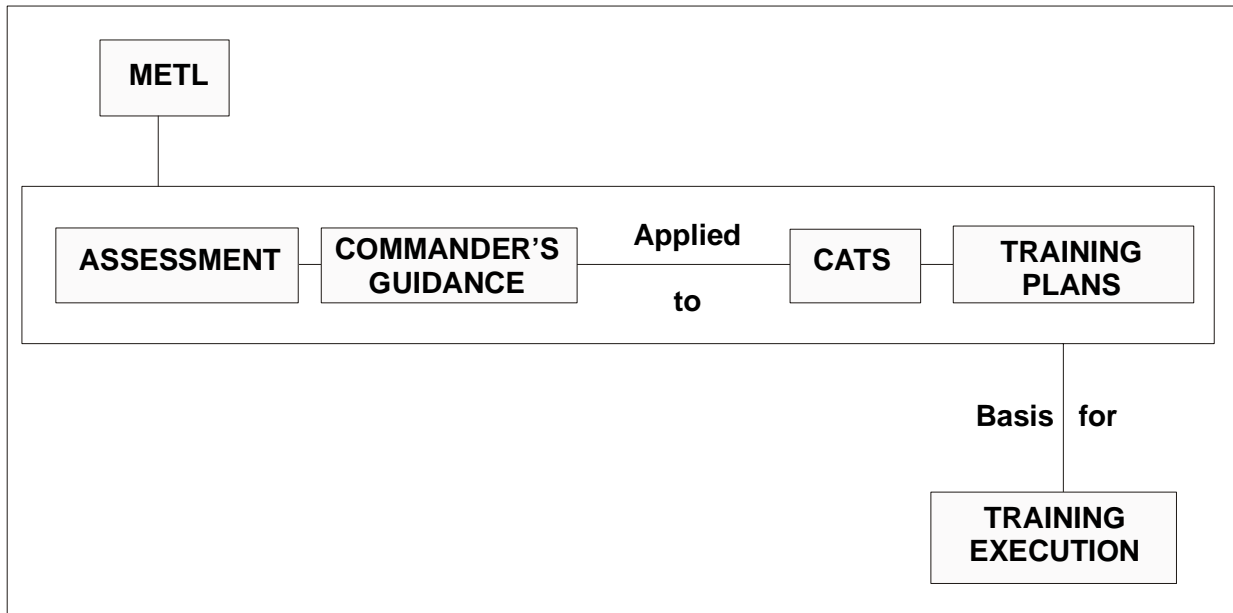 METL
ASSESSMENT
COMMANDER’S
GUIDANCE
Applied
to
CATS
TRAINING
PLANS
Basis for
TRAINING
EXECUTION